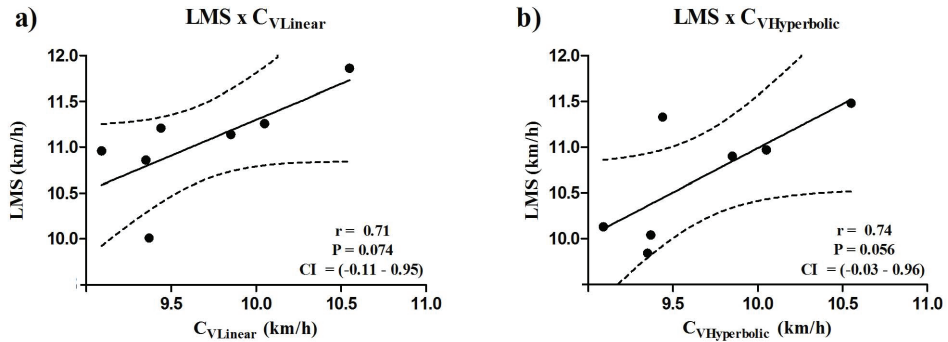 a)
LMS x CVLinear
LMS (km/h)
12.0
11.5
11.0
10.5
10.0
r = 0.71
P = 0.074
CI = (-0.11 - 0.95)
9.5 10.0 10.5 11.0
CVLinear (km/h)
b)
LMS x CVHyperbolic
LMS (km/h)
12.0
11.5
11.0
10.5
10.0
r = 0.74
P = 0.056
CI = (-0.03 - 0.96)
9.5 10.0 10.5 11.0
CVHyperbolic (km/h)